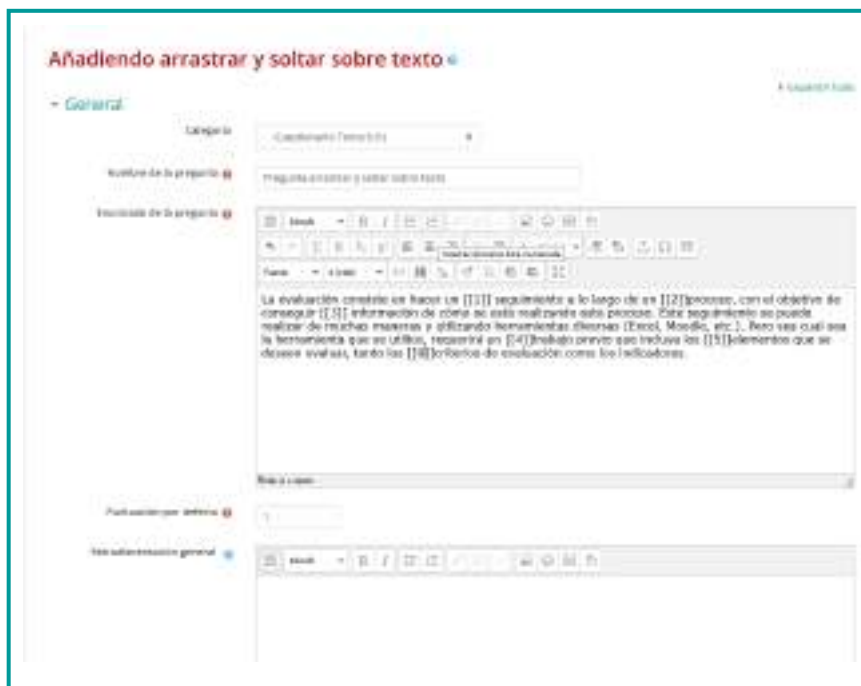 Añadiendo arrastrar y soltar sobre texto
General
Categoría
Nombre de la pregunta
Pregunta arrastrar y soltar sobre texto
Enunciado de la pregunta
La evaluación consiste en hacer un [[1]] seguimiento a lo largo de un [[2]]proceso, con el objetivo de
conseguir [[3]] información de cómo se está realizando este proceso. Este seguimiento se puede
realizar de muchas maneras y utilizando herramientas diversas (Excel, Moodle, etc.). Pero sea cual sea
la herramienta que se utilice, requerirá un [[4]]trabajo previo que incluya los [[5]]elementos que se
deseen evaluar, tanto los [[6]]criterios de evaluación como los indicadores.
Puntuación por defecto
1
Retroalimentación general